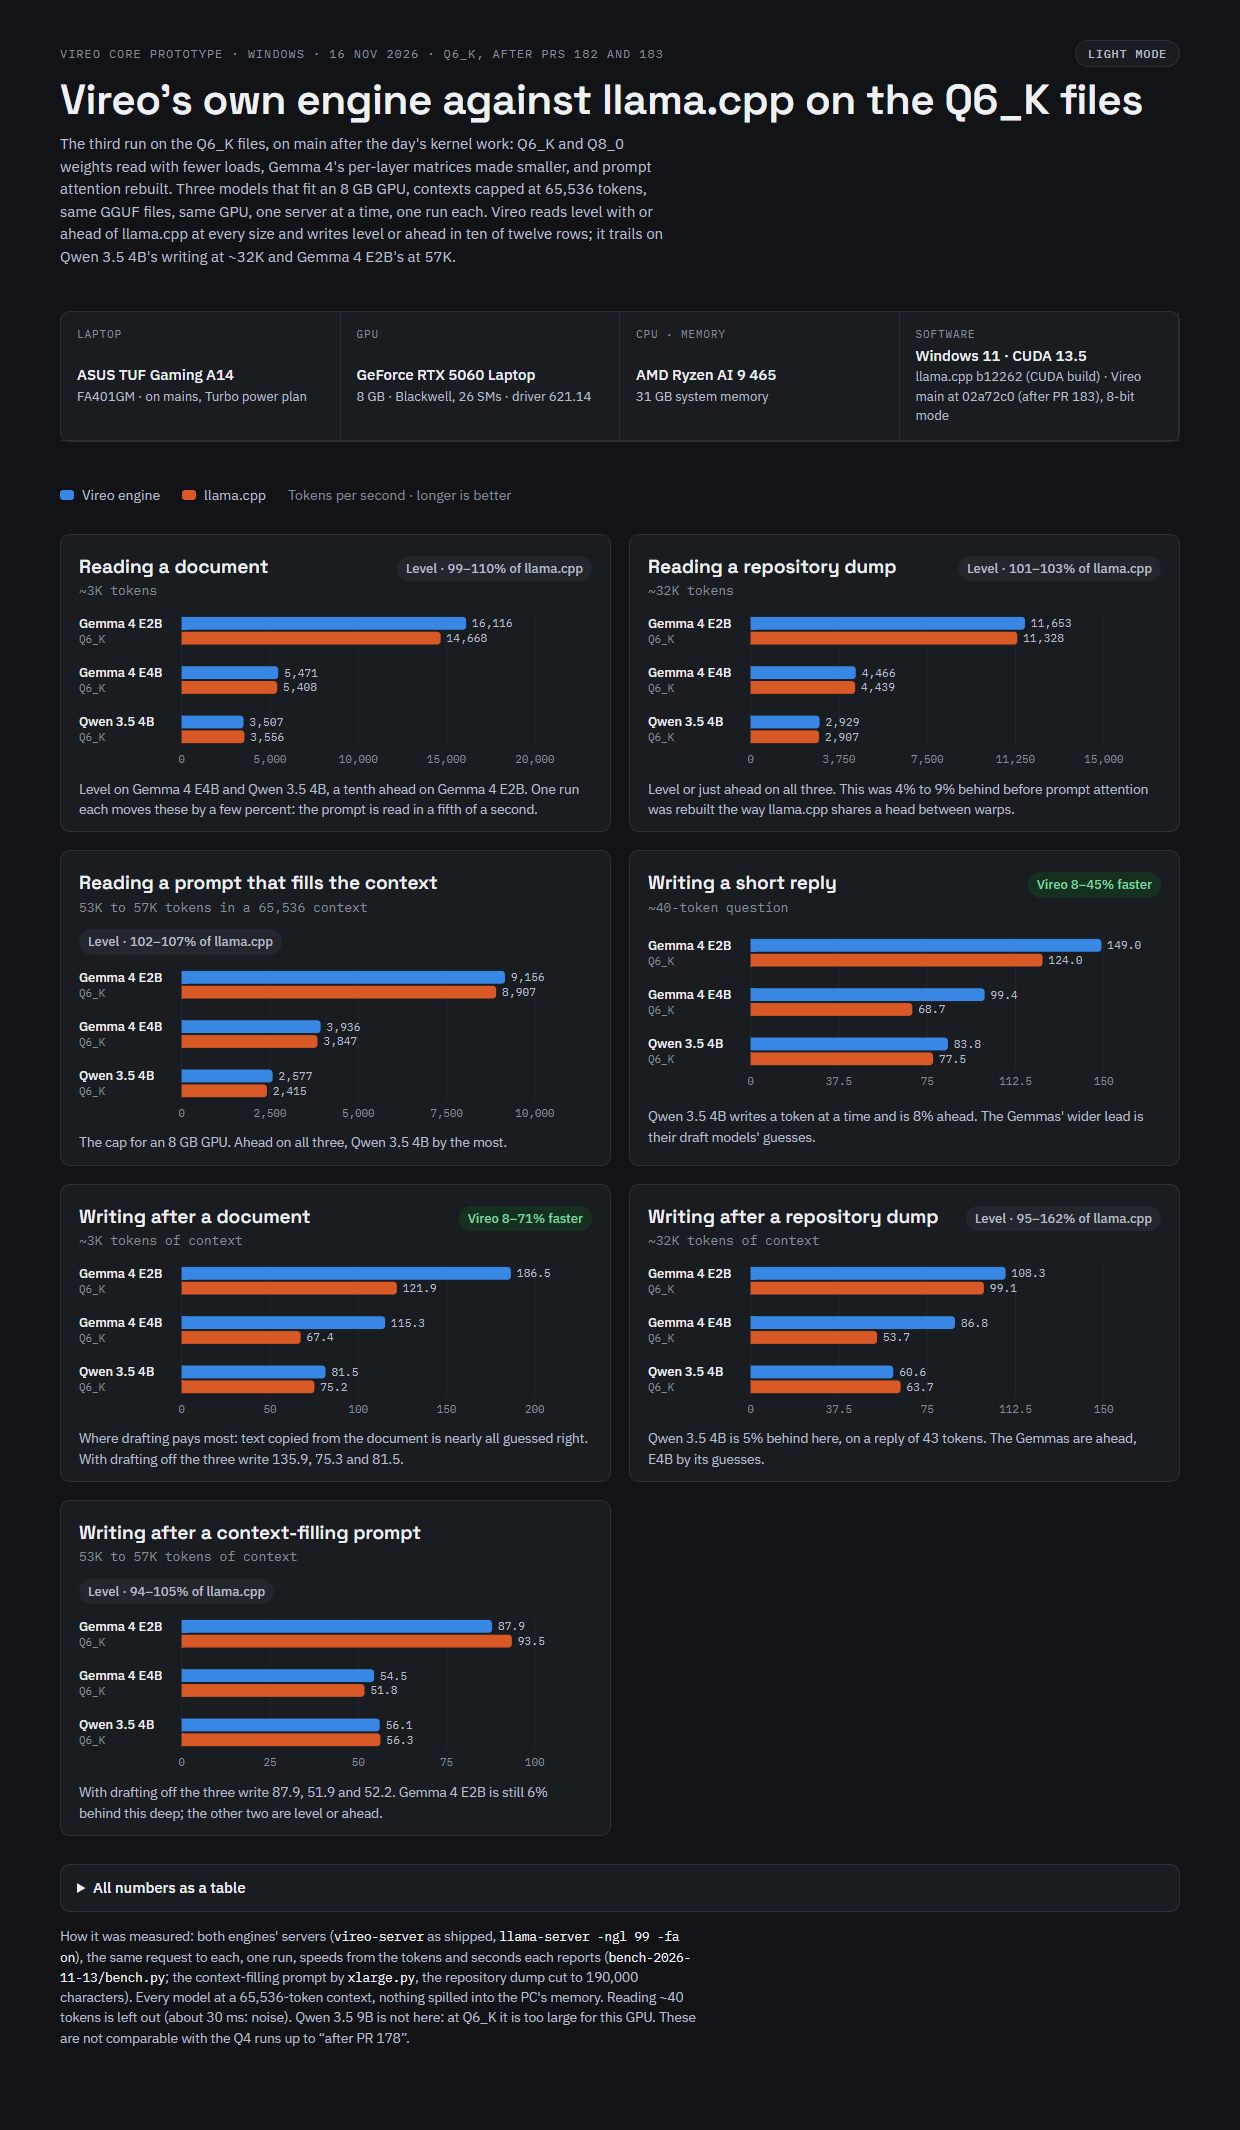 VIREO CORE PROTOTYPE · WINDOWS · 16 NOV 2026 · Q6_K, AFTER PRS 182 AND 183
LIGHT MODE
Vireo’s own engine against llama.cpp on the Q6_K files
The third run on the Q6_K files, on main after the day's kernel work: Q6_K and Q8_0
weights read with fewer loads, Gemma 4's per-layer matrices made smaller, and prompt
attention rebuilt. Three models that fit an 8 GB GPU, contexts capped at 65,536 tokens,
same GGUF files, same GPU, one server at a time, one run each. Vireo reads level with or
ahead of llama.cpp at every size and writes level or ahead in ten of twelve rows; it trails on
Qwen 3.5 4B's writing at ~32K and Gemma 4 E2B's at 57K.
LAPTOP
ASUS TUF Gaming A14
FA401GM · on mains, Turbo power plan
GPU
GeForce RTX 5060 Laptop
8 GB · Blackwell, 26 SMs · driver 621.14
CPU · MEMORY
AMD Ryzen AI 9 465
31 GB system memory
SOFTWARE
Windows 11 · CUDA 13.5
llama.cpp b12262 (CUDA build) · Vireo
main at 02a72c0 (after PR 183), 8-bit
mode
Vireo engine
llama.cpp
Tokens per second · longer is better
Reading a document
Level · 99–110% of llama.cpp
~3K tokens
Gemma 4 E2B
Q6_K
16,116
14,668
Gemma 4 E4B
Q6_K
5,471
5,408
Qwen 3.5 4B
Q6_K
3,507
3,556
0 5,000 10,000 15,000 20,000
Level on Gemma 4 E4B and Qwen 3.5 4B, a tenth ahead on Gemma 4 E2B. One run
each moves these by a few percent: the prompt is read in a fifth of a second.
Reading a repository dump
Level · 101–103% of llama.cpp
~32K tokens
Gemma 4 E2B
Q6_K
11,653
11,328
Gemma 4 E4B
Q6_K
4,466
4,439
Qwen 3.5 4B
Q6_K
2,929
2,907
0 3,750 7,500 11,250 15,000
Level or just ahead on all three. This was 4% to 9% behind before prompt attention
was rebuilt the way llama.cpp shares a head between warps.
Reading a prompt that fills the context
53K to 57K tokens in a 65,536 context
Level · 102–107% of llama.cpp
Gemma 4 E2B
Q6_K
9,156
8,907
Gemma 4 E4B
Q6_K
3,936
3,847
Qwen 3.5 4B
Q6_K
2,577
2,415
0 2,500 5,000 7,500 10,000
The cap for an 8 GB GPU. Ahead on all three, Qwen 3.5 4B by the most.
Writing a short reply
Vireo 8–45% faster
~40-token question
Gemma 4 E2B
Q6_K
149.0
124.0
Gemma 4 E4B
Q6_K
99.4
68.7
Qwen 3.5 4B
Q6_K
83.8
77.5
0 37.5 75 112.5 150
Qwen 3.5 4B writes a token at a time and is 8% ahead. The Gemmas' wider lead is
their draft models' guesses.
Writing after a document
Vireo 8–71% faster
~3K tokens of context
Gemma 4 E2B
Q6_K
186.5
121.9
Gemma 4 E4B
Q6_K
115.3
67.4
Qwen 3.5 4B
Q6_K
81.5
75.2
0 50 100 150 200
Where drafting pays most: text copied from the document is nearly all guessed right.
With drafting off the three write 135.9, 75.3 and 81.5.
Writing after a repository dump
Level · 95–162% of llama.cpp
~32K tokens of context
Gemma 4 E2B
Q6_K
108.3
99.1
Gemma 4 E4B
Q6_K
86.8
53.7
Qwen 3.5 4B
Q6_K
60.6
63.7
0 37.5 75 112.5 150
Qwen 3.5 4B is 5% behind here, on a reply of 43 tokens. The Gemmas are ahead,
E4B by its guesses.
Writing after a context-filling prompt
53K to 57K tokens of context
Level · 94–105% of llama.cpp
Gemma 4 E2B
Q6_K
87.9
93.5
Gemma 4 E4B
Q6_K
54.5
51.8
Qwen 3.5 4B
Q6_K
56.1
56.3
0 25 50 75 100
With drafting off the three write 87.9, 51.9 and 52.2. Gemma 4 E2B is still 6%
behind this deep; the other two are level or ahead.
All numbers as a table
How it was measured: both engines' servers (vireo-server as shipped, llama-server -ngl 99 -fa
on), the same request to each, one run, speeds from the tokens and seconds each reports (bench-2026-
11-13/bench.py; the context-filling prompt by xlarge.py, the repository dump cut to 190,000
characters). Every model at a 65,536-token context, nothing spilled into the PC's memory. Reading ~40
tokens is left out (about 30 ms: noise). Qwen 3.5 9B is not here: at Q6_K it is too large for this GPU. These
are not comparable with the Q4 runs up to “after PR 178”.